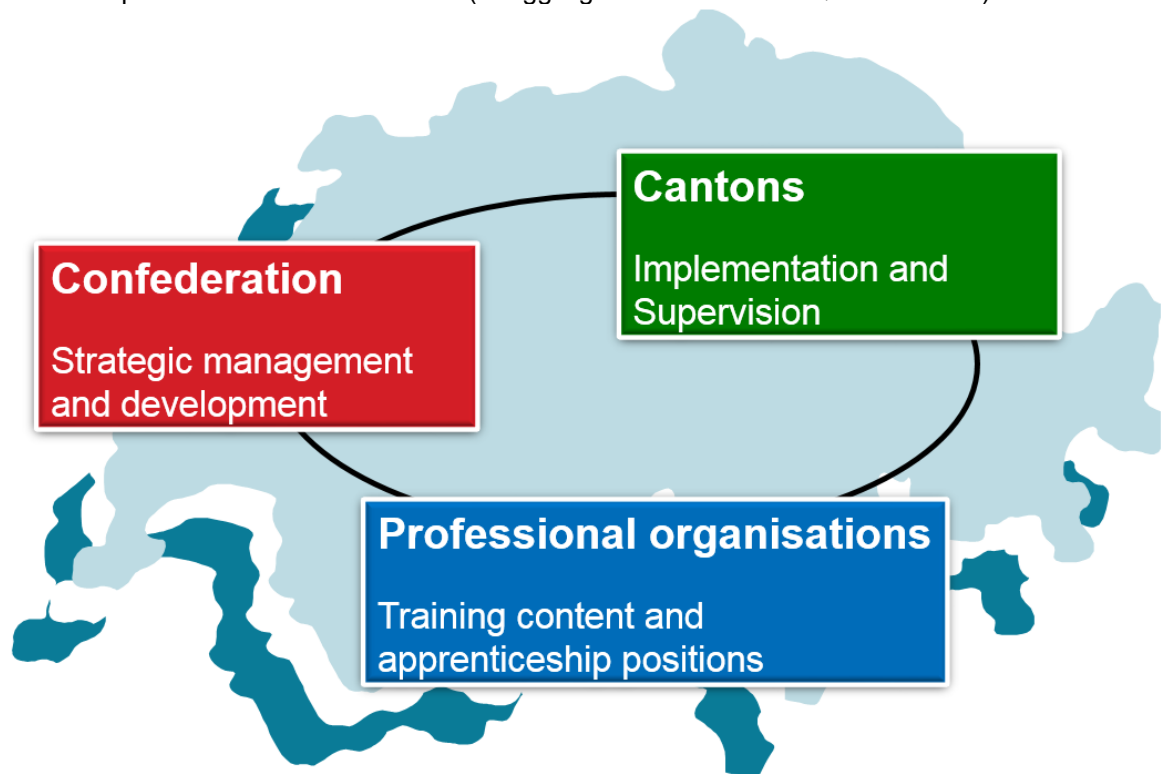 Confederation
Strategic management
and development
Cantons
Implementation and
Supervision
Professional organisations
Training content and
apprenticeship positions